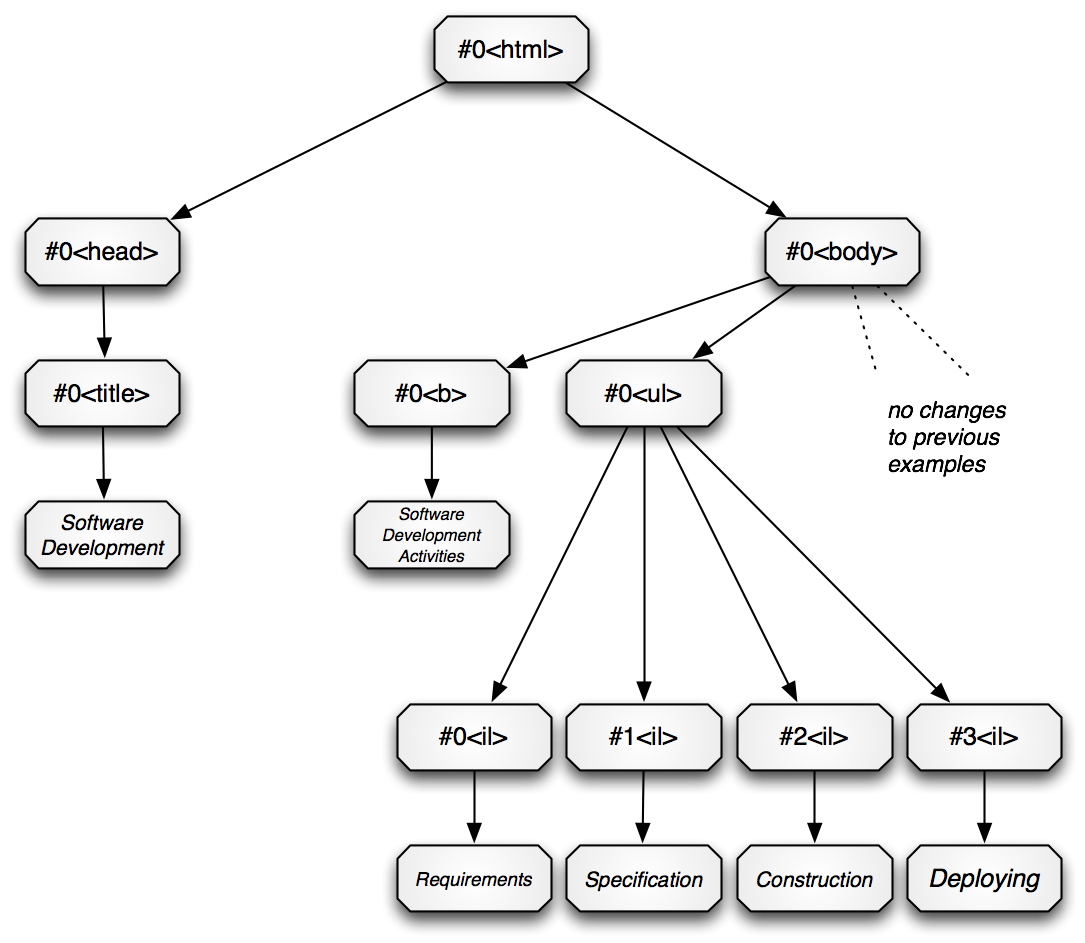 #0<html>
#0<head>
#0<body>
#0<title>
#0<b>
#0<ul>
no changes
to previous
examples
Software
Development
Software
Development
Activities
#0<il>
#1<il>
#2<il>
#3<il>
Requirements
Specification
Construction
Deploying